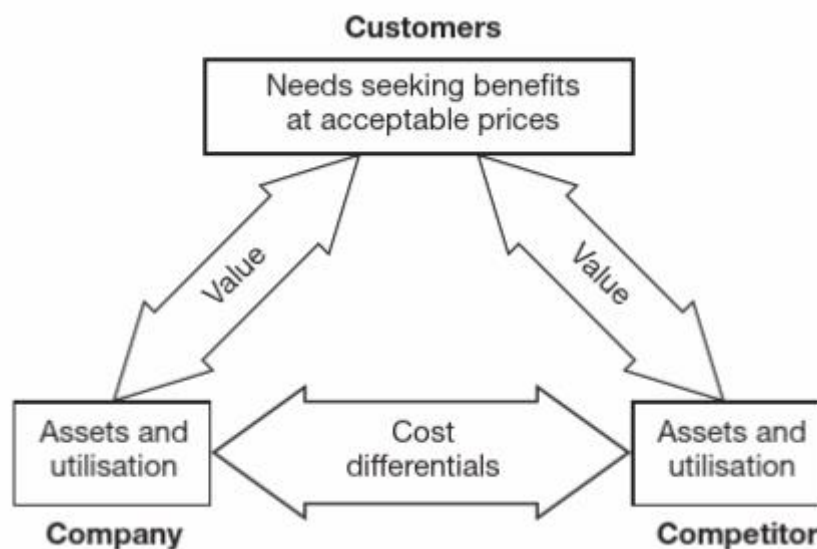 Customers
Needs seeking benefits
at acceptable prices
Value
Value
Assets and
utilisation
Cost
differentials
Assets and
utilisation
Company
Competitor